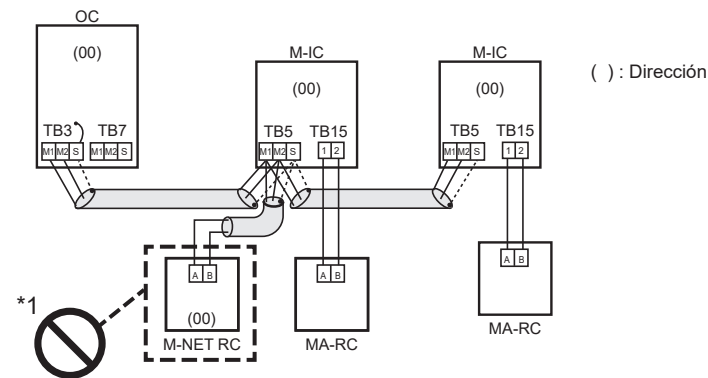 OC
(00)
TB3 TB7
M1 M2 S M1 M2 S
M-IC
(00)
TB5 TB15
M1 M2 S 1 2
M-IC
(00)
TB5 TB15
M1 M2 S 1 2
( ) : Dirección
*1
A B
(00)
M-NET RC
A B
MA-RC
A B
MA-RC